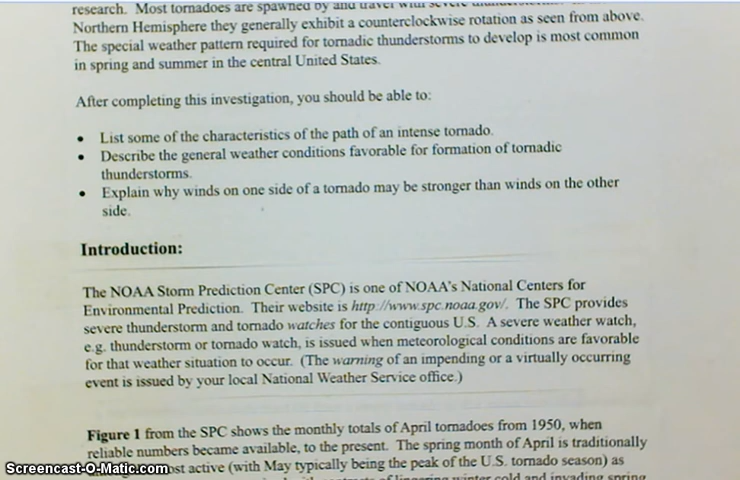 research. Most tornadoes are spawned by and travel with severe
Northern Hemisphere they generally exhibit a counterclockwise rotation as seen from above.
The special weather pattern required for tornadic thunderstorms to develop is most common
in spring and summer in the central United States.
After completing this investigation, you should be able to:
• List some of the characteristics of the path of an intense tornado.
• Describe the general weather conditions favorable for formation of tornadic
thunderstorms.
• Explain why winds on one side of a tornado may be stronger than winds on the other
side.
Introduction:
The NOAA Storm Prediction Center (SPC) is one of NOAA's National Centers for
Environmental Prediction. Their website is http://www.spc.noaa.gov/. The SPC provides
severe thunderstorm and tornado watches for the contiguous U.S. A severe weather watch,
e.g. thunderstorm or tornado watch, is issued when meteorological conditions are favorable
for that weather situation to occur. (The warning of an impending or a virtually occurring
event is issued by your local National Weather Service office.)
Figure 1 from the SPC shows the monthly totals of April tornadoes from 1950, when
reliable numbers became available, to the present. The spring month of April is traditionally
most active (with May typically being the peak of the U.S. tornado season) as
lingering winter cold and invading spring
Screencast-O-Matic.com